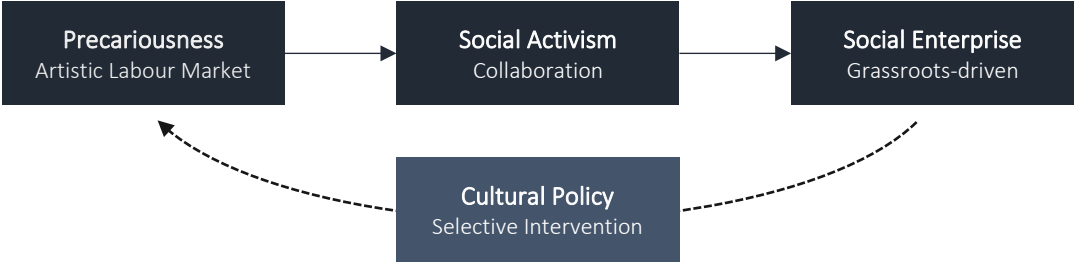 Precariousness
Artistic Labour Market
Social Activism
Collaboration
Social Enterprise
Grassroots-driven
Cultural Policy
Selective Intervention